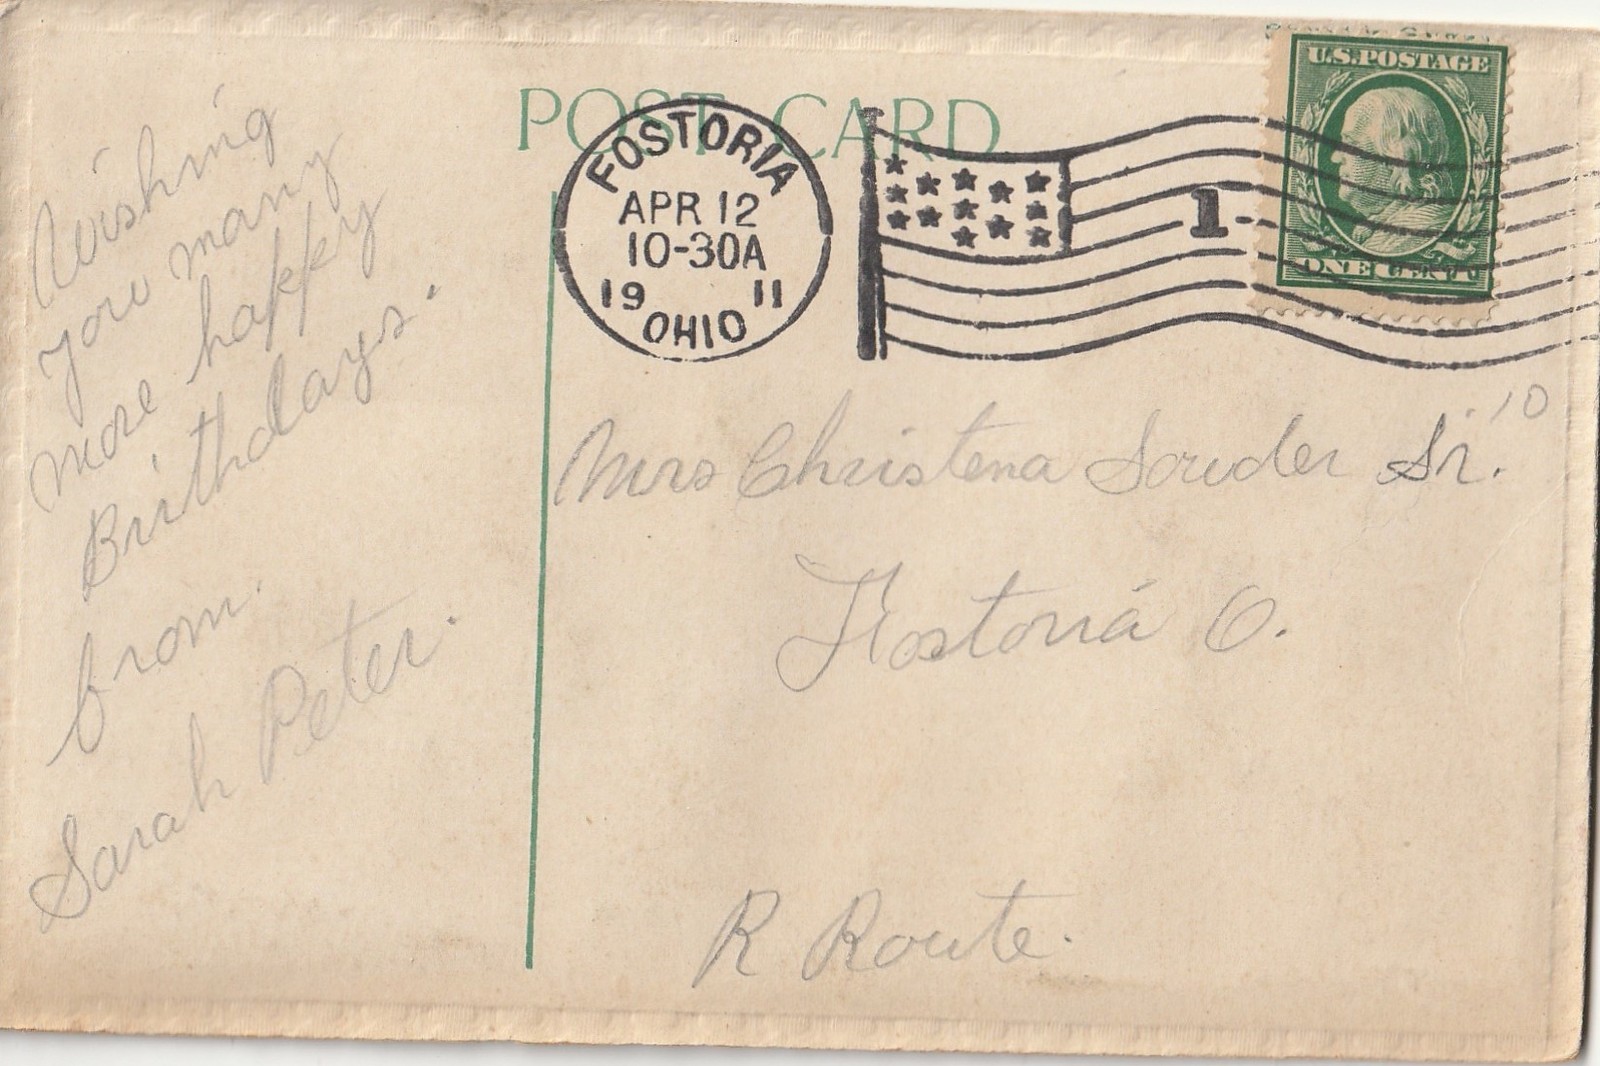 Wishing
you many
more happy
Birthdays.
from.
Sarah Peter.
POST CARD
FOSTORIA
APR 12
10-30A
19 11
OHIO
1
U.S. POSTAGE
ONE CENT
'10
Mrs Christena Souder Sr.
Fostoria O.
R Route.